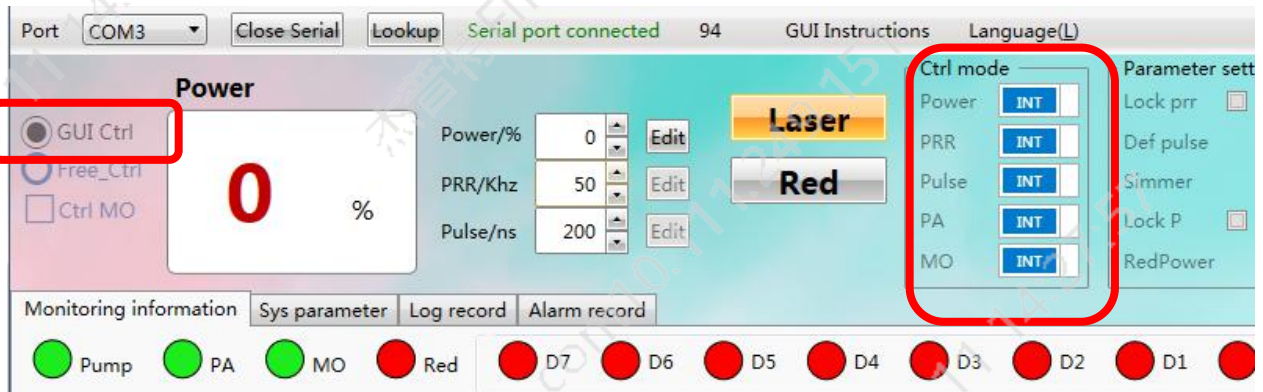 Port COM3 Close Serial Lookup Serial port connected 94 GUI Instructions Language(L)
Power
GUI Ctrl
Free_Ctrl
Ctrl MO
0 %
Power/% 0 Edit
PRR/Khz 50 Edit
Pulse/ns 200 Edit
Laser
Red
Ctrl mode
Power INT
PRR INT
Pulse INT
PA INT
MO INT
Parameter sett
Lock prr
Def pulse
Simmer
Lock P
RedPower
Monitoring information Sys parameter Log record Alarm record
Pump PA MO Red D7 D6 D5 D4 D3 D2 D1